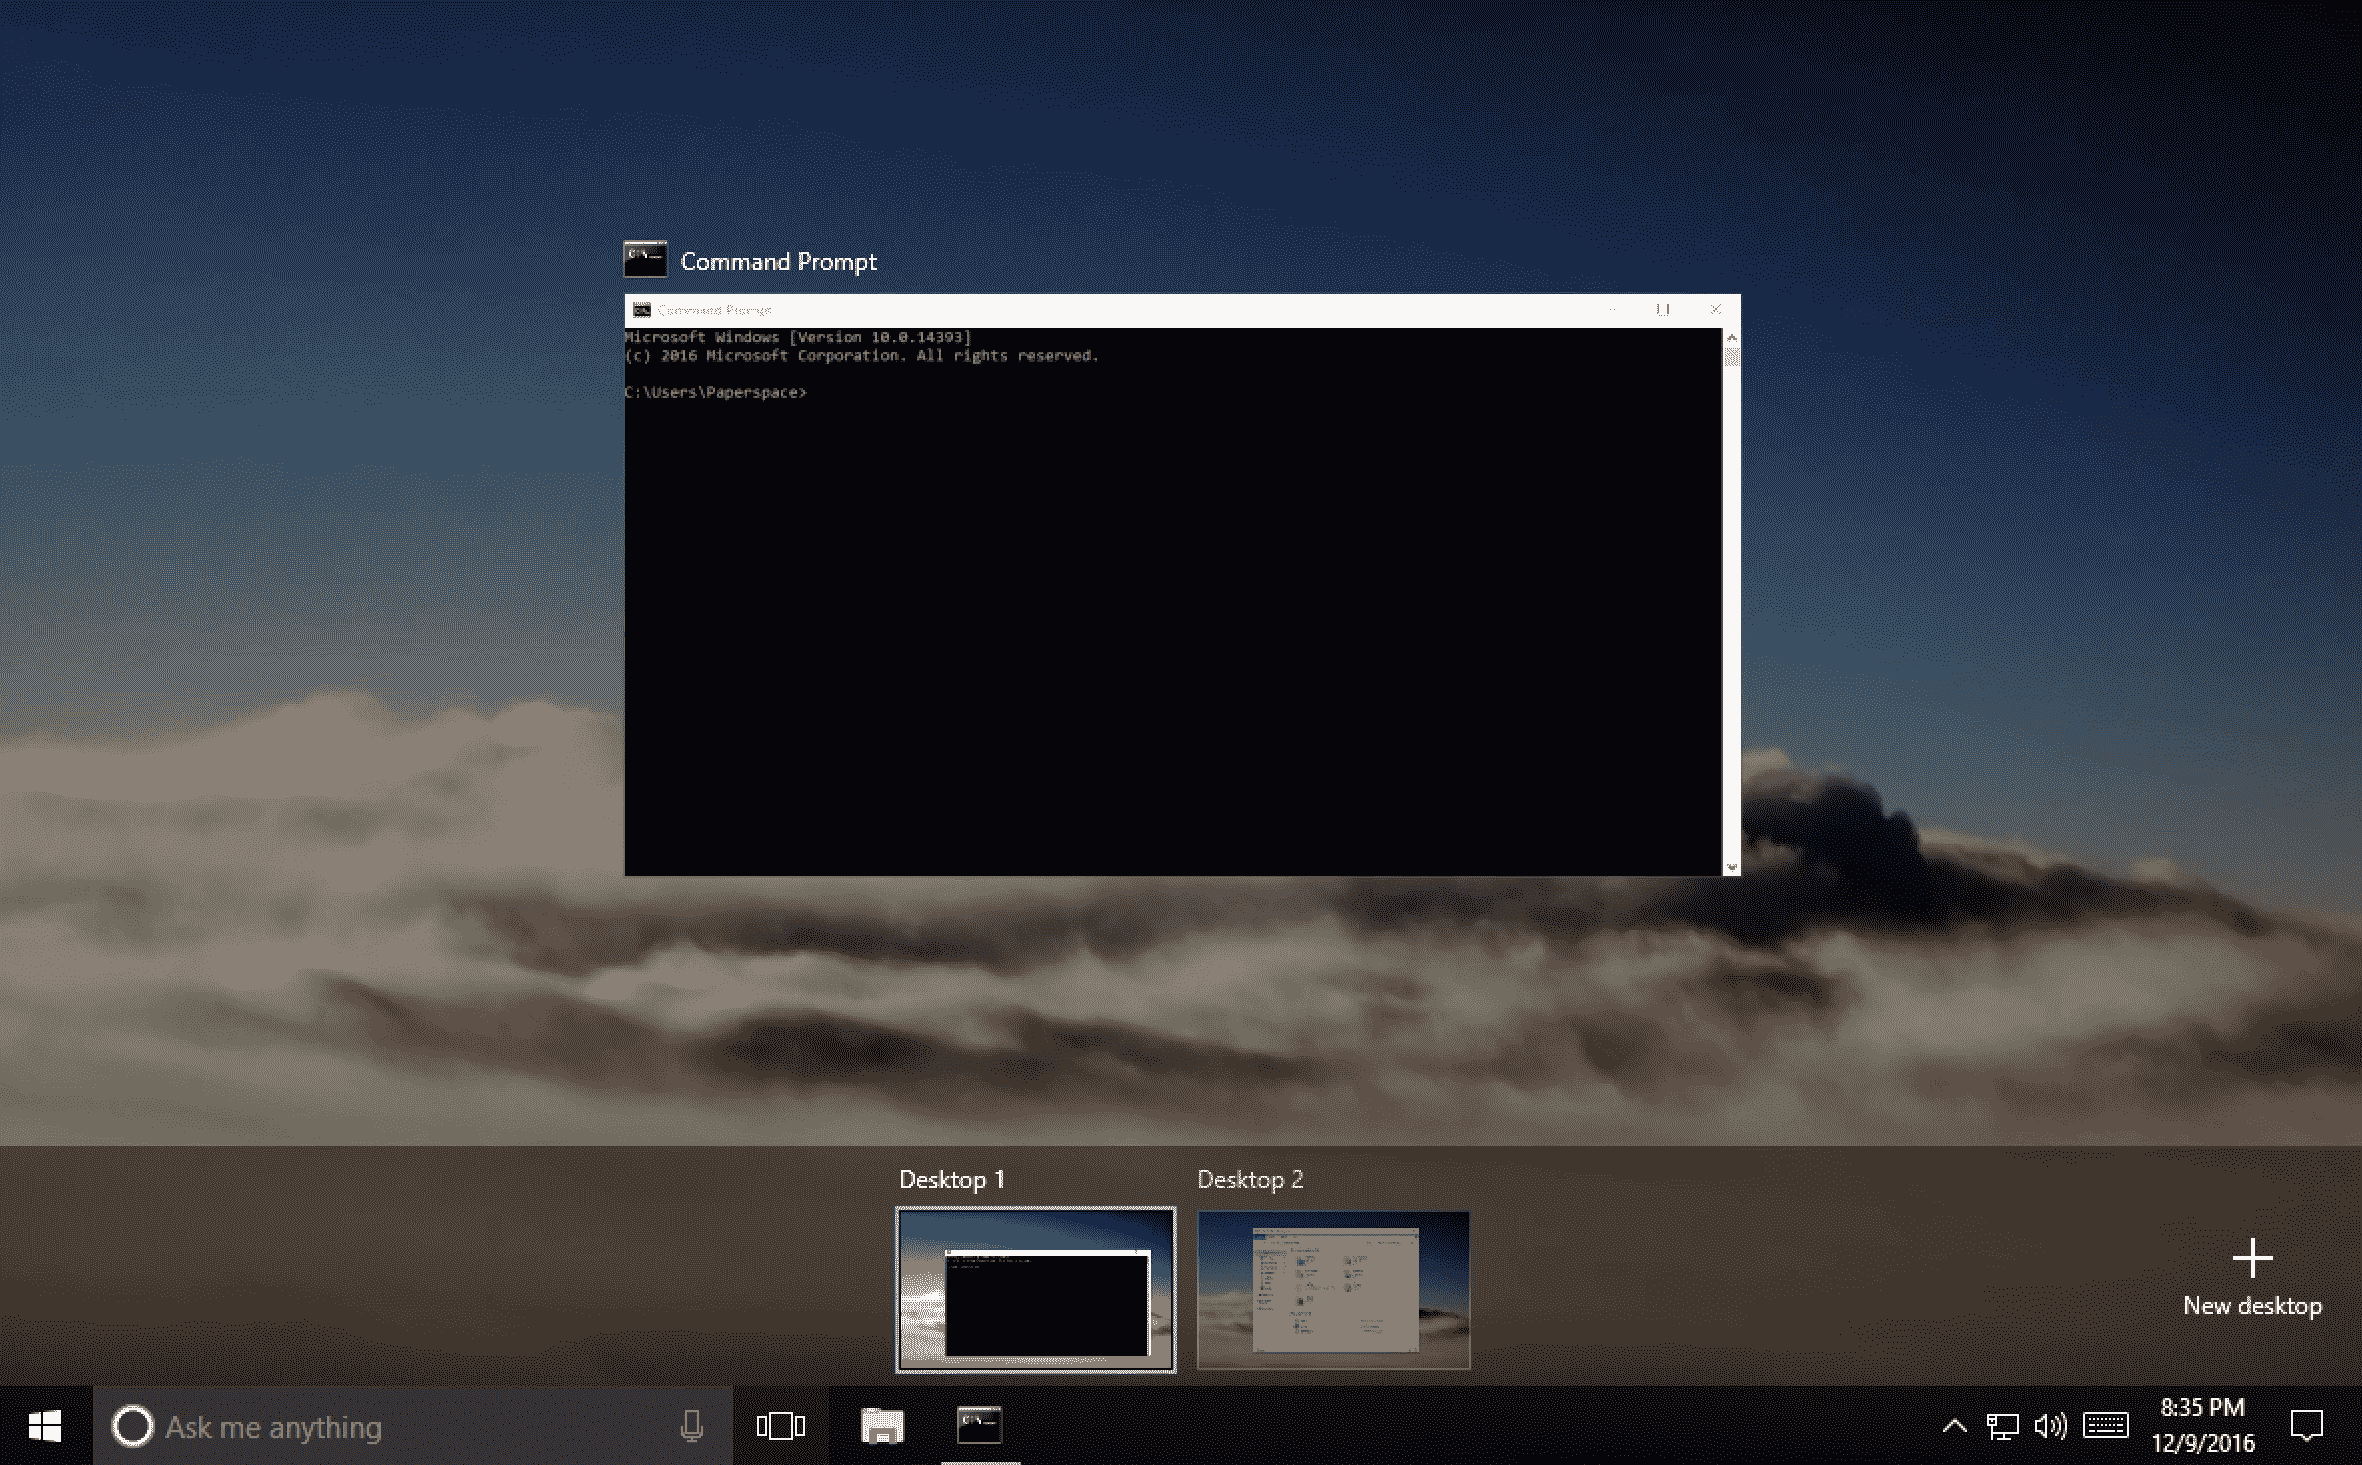 Command Prompt
Command Prompt
Microsoft Windows [Version 10.0.14393]
(c) 2016 Microsoft Corporation. All rights reserved.
C:\Users\Paperspace>
Desktop 1
Desktop 2
New desktop
Ask me anything
8:35 PM
12/9/2016